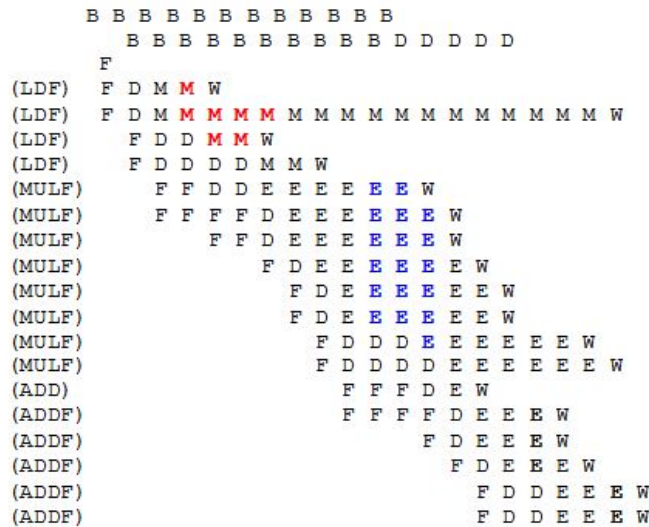 B B B B B B B B B B B B
B B B B B B B B B B D D D D D
F
(LDF) F D M M W
(LDF) F D M M M M M M M M M M M M M M M M M W
(LDF) F D D M M W
(LDF) F D D D D M M W
(MULF) F F D D E E E E E E W
(MULF) F F F F D E E E E E E W
(MULF) F F D E E E E E E W
(MULF) F D E E E E E E W
(MULF) F D E E E E E E W
(MULF) F D E E E E E E W
(MULF) F D D D E E E E E E W
(MULF) F D D D D E E E E E E W
(ADD) F F F D E W
(ADDF) F F F F D E E E W
(ADDF) F D E E E W
(ADDF) F D E E E W
(ADDF) F D D E E E W
(ADDF) F D D E E E W